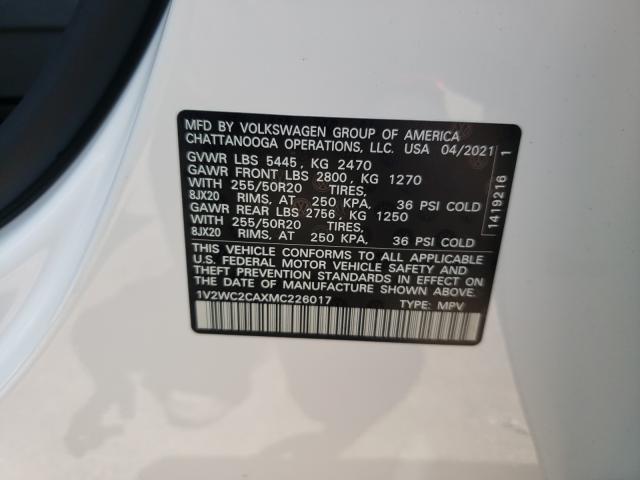 MFD BY VOLKSWAGEN GROUP OF AMERICA
CHATTANOOGA OPERATIONS, LLC. USA 04/2021
GVWR LBS 5445, KG 2470
GAWR FRONT LBS 2800, KG 1270
WITH 255/50R20 TIRES,
8JX20 RIMS, AT 250 KPA, 36 PSI COLD
GAWR REAR LBS 2756, KG 1250
WITH 255/50R20 TIRES,
8JX20 RIMS, AT 250 KPA, 36 PSI COLD
THIS VEHICLE CONFORMS TO ALL APPLICABLE
U.S. FEDERAL MOTOR VEHICLE SAFETY AND
THEFT PREVENTION STANDARDS IN EFFECT ON
THE DATE OF MANUFACTURE SHOWN ABOVE.
1V2WC2CAXMC226017 TYPE: MPV
1419216 1